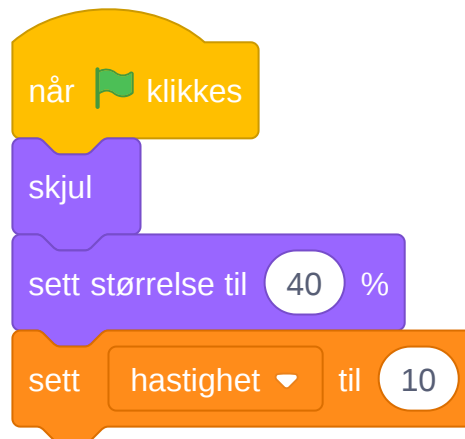 når klikkes
skjul
sett størrelse til 40 %
sett hastighet til 10